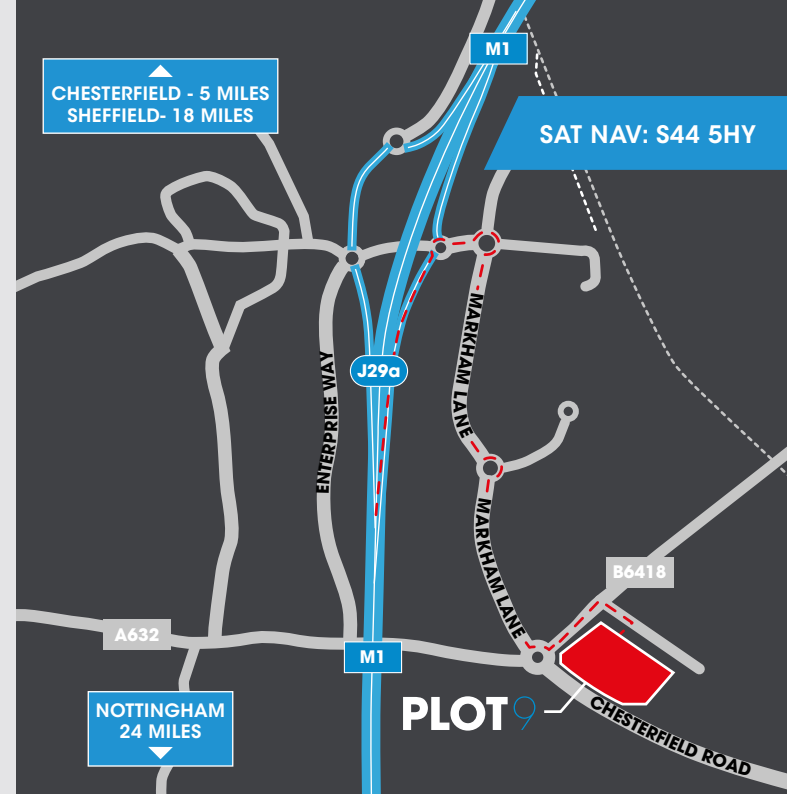 M1
CHESTERFIELD - 5 MILES
SHEFFIELD- 18 MILES
SAT NAV: S44 5HY
MARKHAM LANE
J29a
ENTERPRISE WAY
MARKHAM LANE
B6418
A632
M1
NOTTINGHAM
24 MILES
PLOT9
CHESTERFIELD ROAD